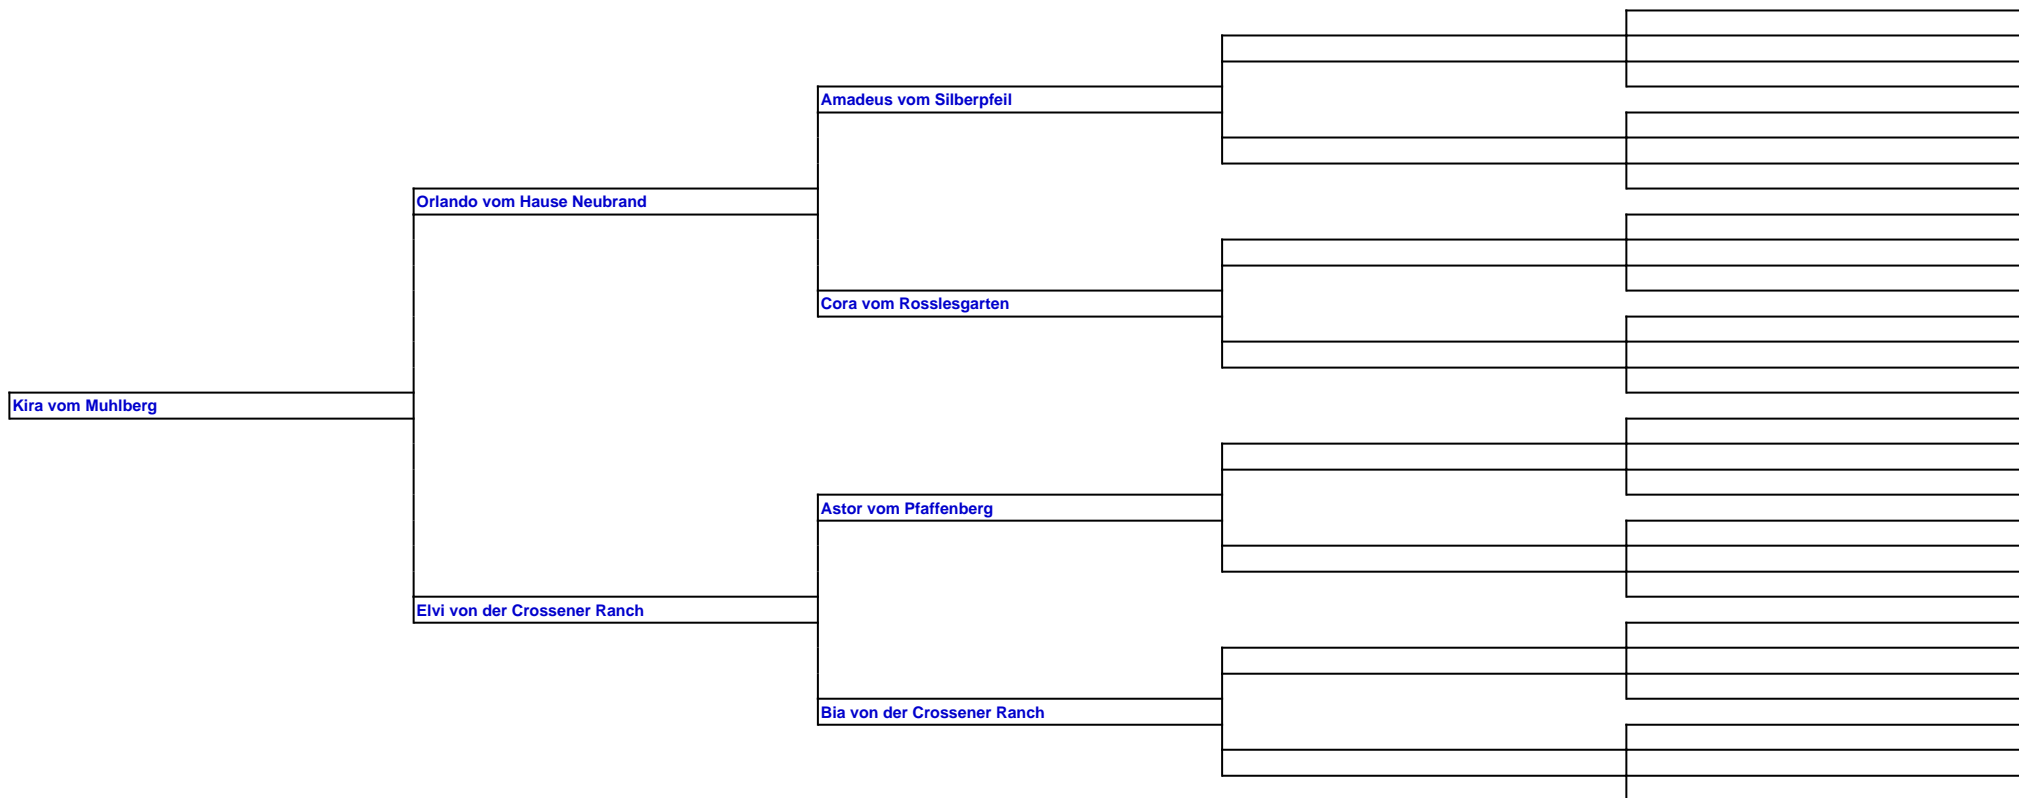 Amadeus vom Silberpfeil
Orlando vom Hause Neubrand
Cora vom Rosslesgarten
Kira vom Muhlberg
Astor vom Pfaffenberg
Elvi von der Crossener Ranch
Bia von der Crossener Ranch